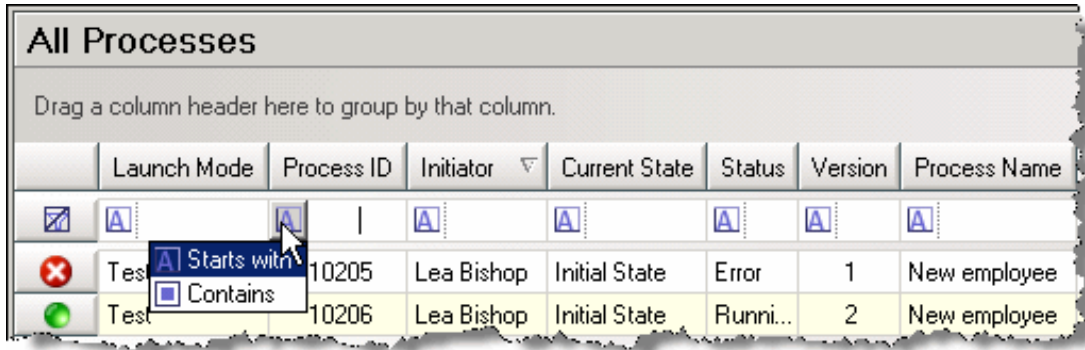 All Processes
Drag a column header here to group by that column.
Launch Mode Process ID Initiator Current State Status Version Process Name
A A A A A A A
A Starts with
Test 10205 Lea Bishop Initial State Error 1 New employee
Contains
Test 10206 Lea Bishop Initial State Runni... 2 New employee